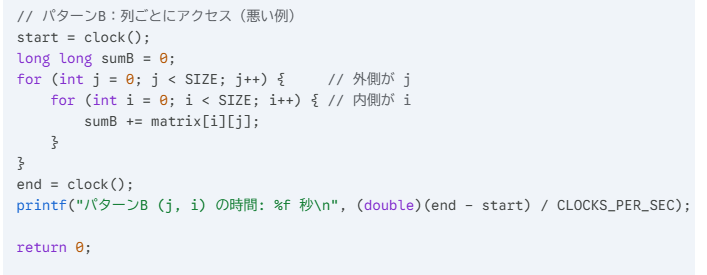 // パターンB：列ごとにアクセス（悪い例）
start = clock();
long long sumB = 0;
for (int j = 0; j < SIZE; j++) {     // 外側が j
    for (int i = 0; i < SIZE; i++) { // 内側が i
        sumB += matrix[i][j];
    }
}
end = clock();
printf("パターンB (j, i) の時間: %f 秒\n", (double)(end - start) / CLOCKS_PER_SEC);

return 0;